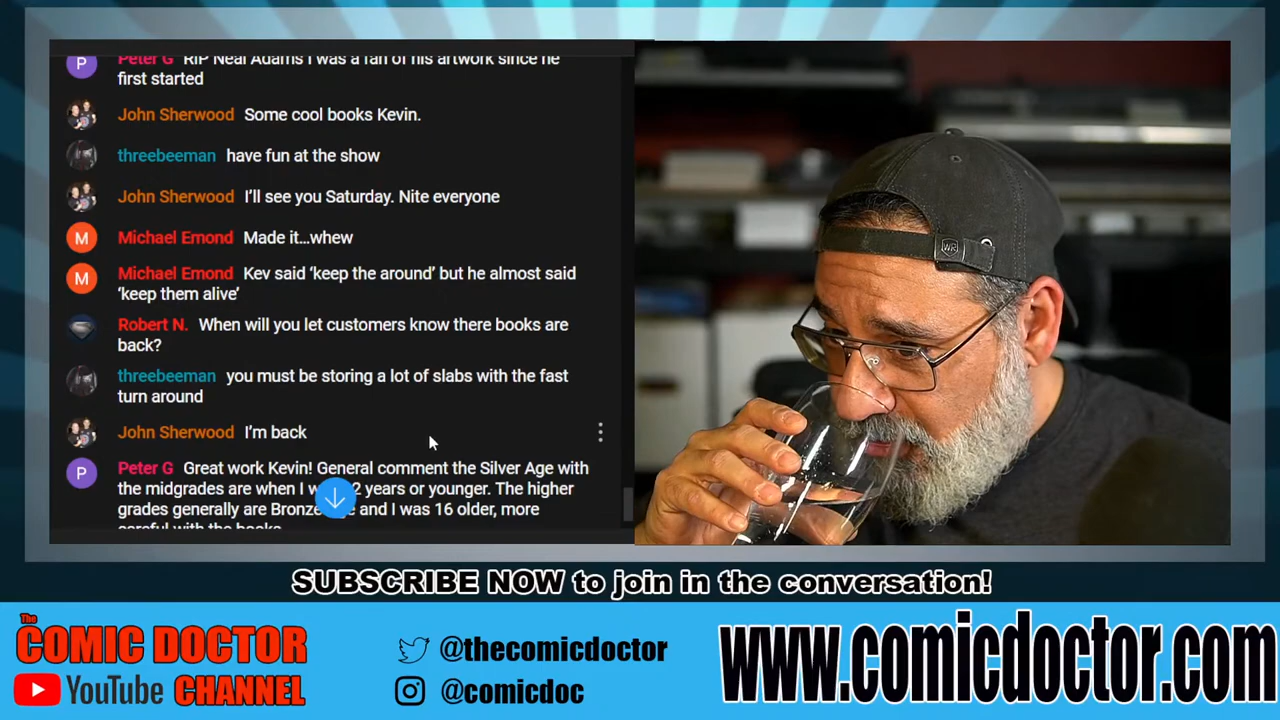 Peter G RIP Neal Adams I was a fan of his artwork since he
first started
John Sherwood Some cool books Kevin.
threebeeman have fun at the show
John Sherwood I'll see you Saturday. Nite everyone
M Michael Emond Made it...whew
M Michael Emond Kev said 'keep the around' but he almost said
'keep them alive'
Robert N. When will you let customers know there books are
back?
threebeeman you must be storing a lot of slabs with the fast
turn around
John Sherwood I'm back
P Peter G Great work Kevin! General comment the Silver Age with
the midgrades are when I 2 years or younger. The higher
grades generally are and I was 16 older, more
careful with the books
WR
SUBSCRIBE NOW to join in the conversation!
The
COMIC DOCTOR
YouTube CHANNEL
@thecomicdoctor
@comicdoc
www.comicdoctor.com